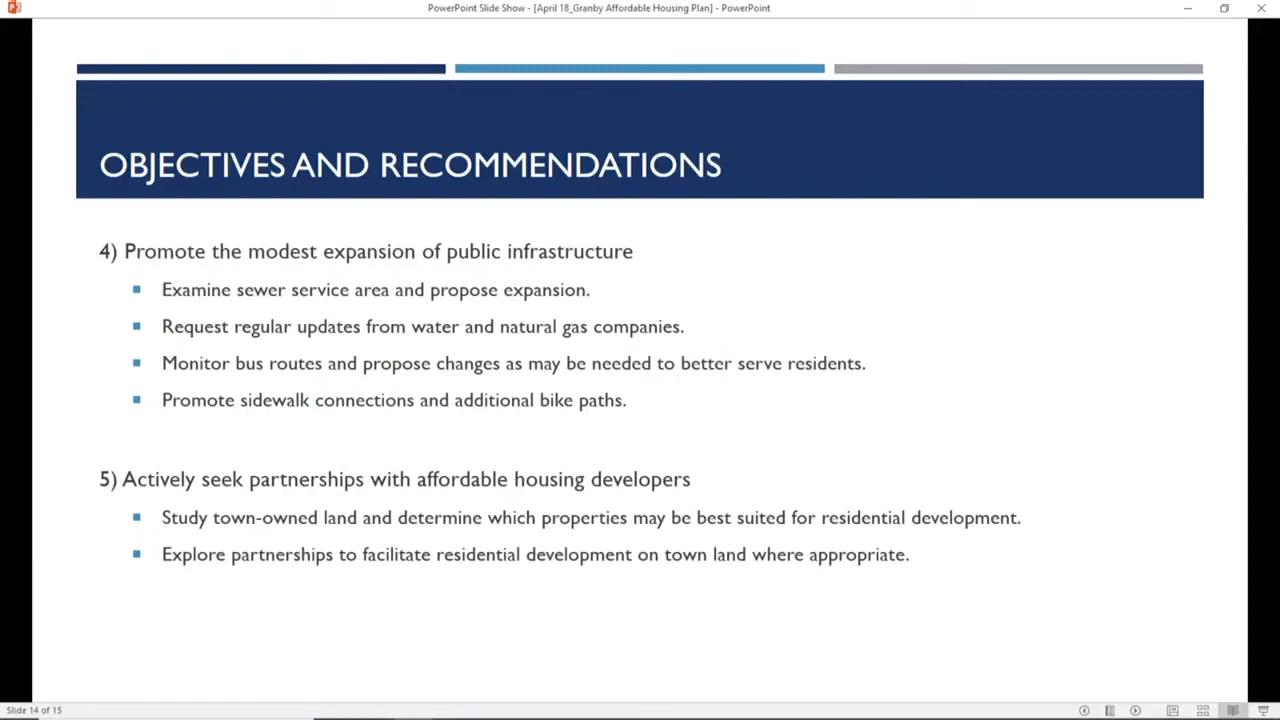 PowerPoint Slide Show - [April 18_Granby Affordable Housing Plan] - PowerPoint
OBJECTIVES AND RECOMMENDATIONS
4) Promote the modest expansion of public infrastructure
Examine sewer service area and propose expansion.
Request regular updates from water and natural gas companies.
Monitor bus routes and propose changes as may be needed to better serve residents.
Promote sidewalk connections and additional bike paths.
5) Actively seek partnerships with affordable housing developers
Study town-owned land and determine which properties may be best suited for residential development.
Explore partnerships to facilitate residential development on town land where appropriate.
Slide 14 of 15